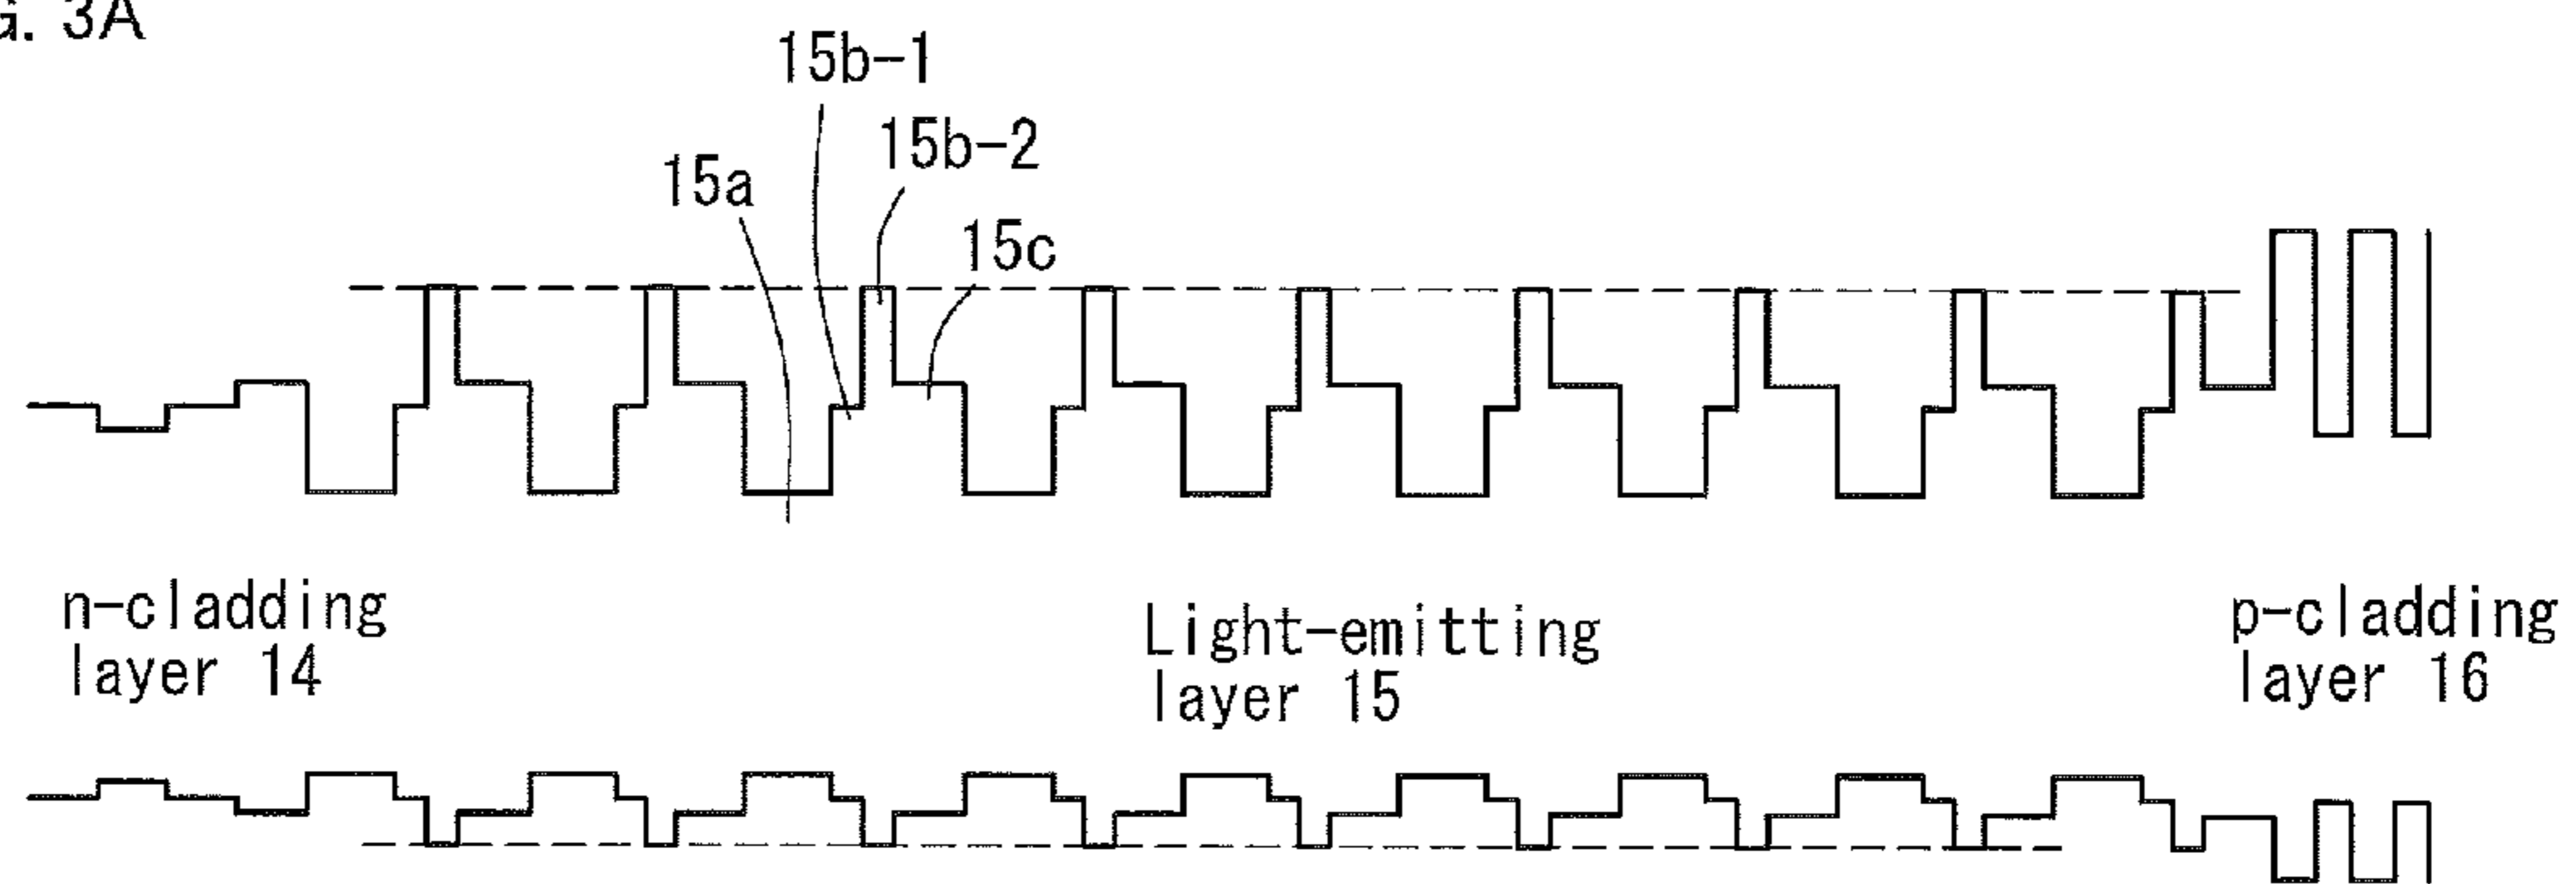 G. 3A
15b-1
15b-2
15a
15c
n-cladding
layer 14
Light-emitting
layer 15
p-cladding
layer 16